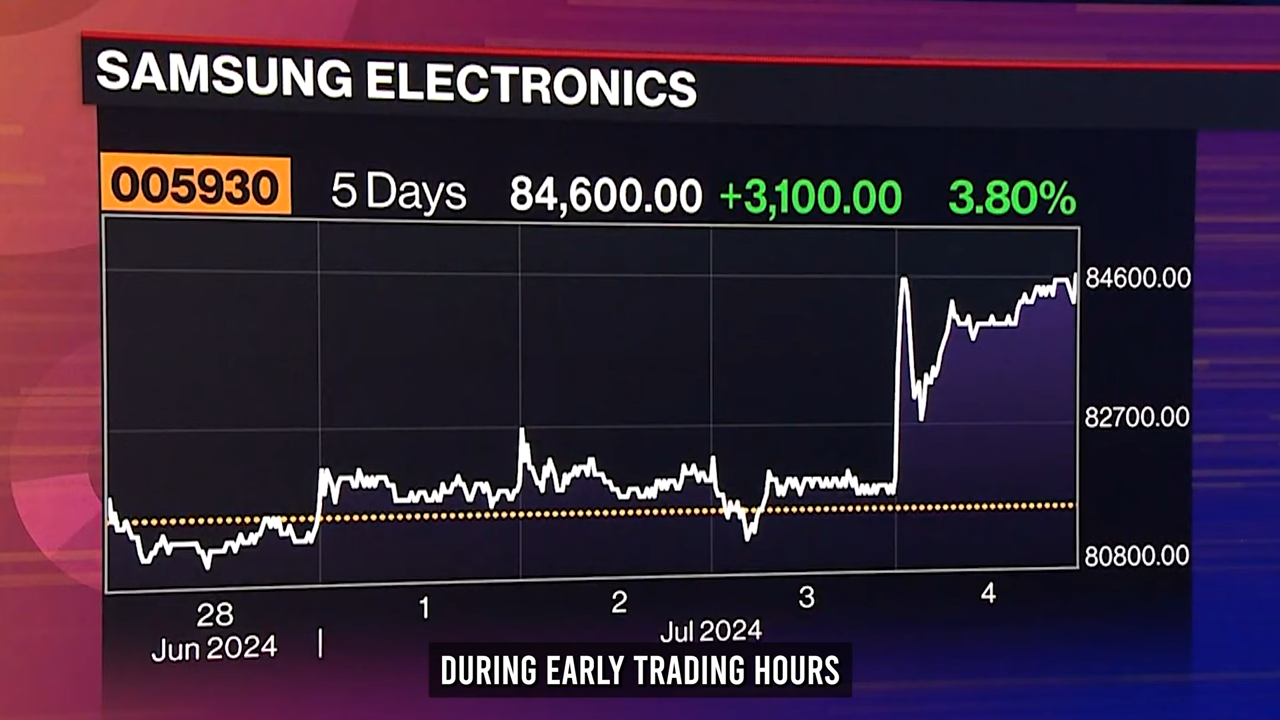 SAMSUNG ELECTRONICS
005930 5 Days 84,600.00 +3,100.00 3.80%
84600.00
82700.00
80800.00
28 1 2 3 4
Jun 2024 | Jul 2024
DURING EARLY TRADING HOURS